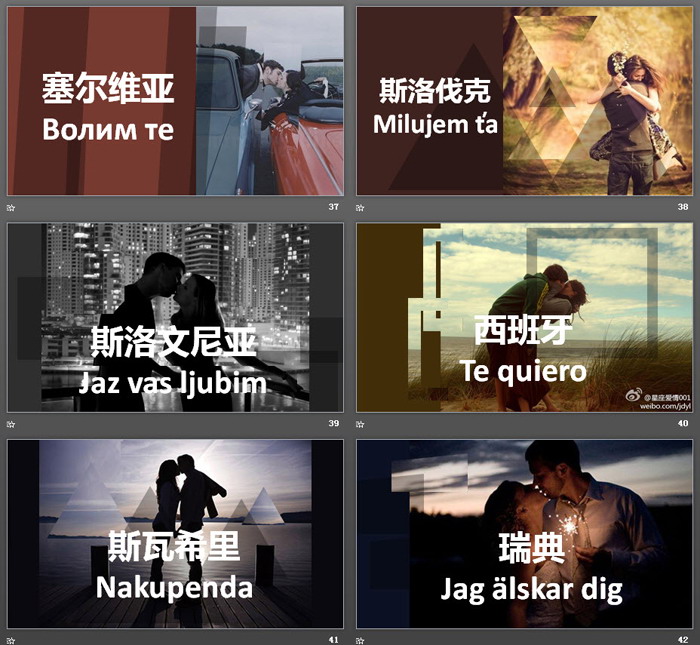 塞尔维亚
Волим те
37
斯洛伐克
Milujem ťa
38
斯洛文尼亚
Jaz vas ljubim
39
西班牙
Te quiero
@星座爱情001
weibo.com/jdyl
40
斯瓦希里
Nakupenda
41
瑞典
Jag älskar dig
42